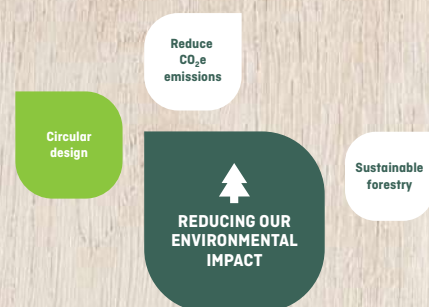 Reduce
CO₂e
emissions
Circular
design
Sustainable
forestry
REDUCING OUR
ENVIRONMENTAL
IMPACT